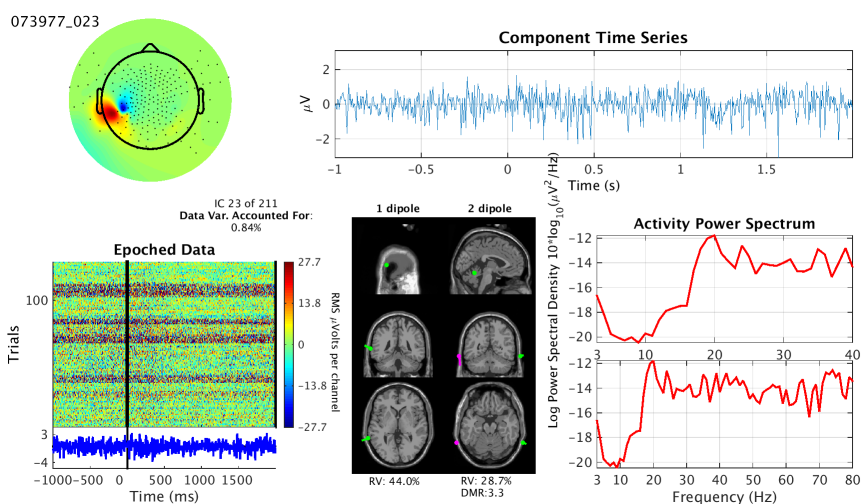 073977_023
Component Time Series
μV
2
0
-2
-1
-0.5
0
0.5
1
1.5
Time (s)
IC 23 of 211
Data Var. Accounted For:
0.84%
Epoched Data
Trials
100
3
-4
-1000
-500
0
500
1000
1500
Time (ms)
27.7
13.8
0
-13.8
-27.7
RMS μVolts per channel
1 dipole
2 dipole
RV: 44.0%
RV: 28.7%
DMR:3.3
Activity Power Spectrum
Log Power Spectral Density 10*log10(μV2/Hz)
-12
-14
-16
-18
-20
3
10
20
30
40
-12
-14
-16
-18
-20
3
10
20
30
40
50
60
70
80
Frequency (Hz)